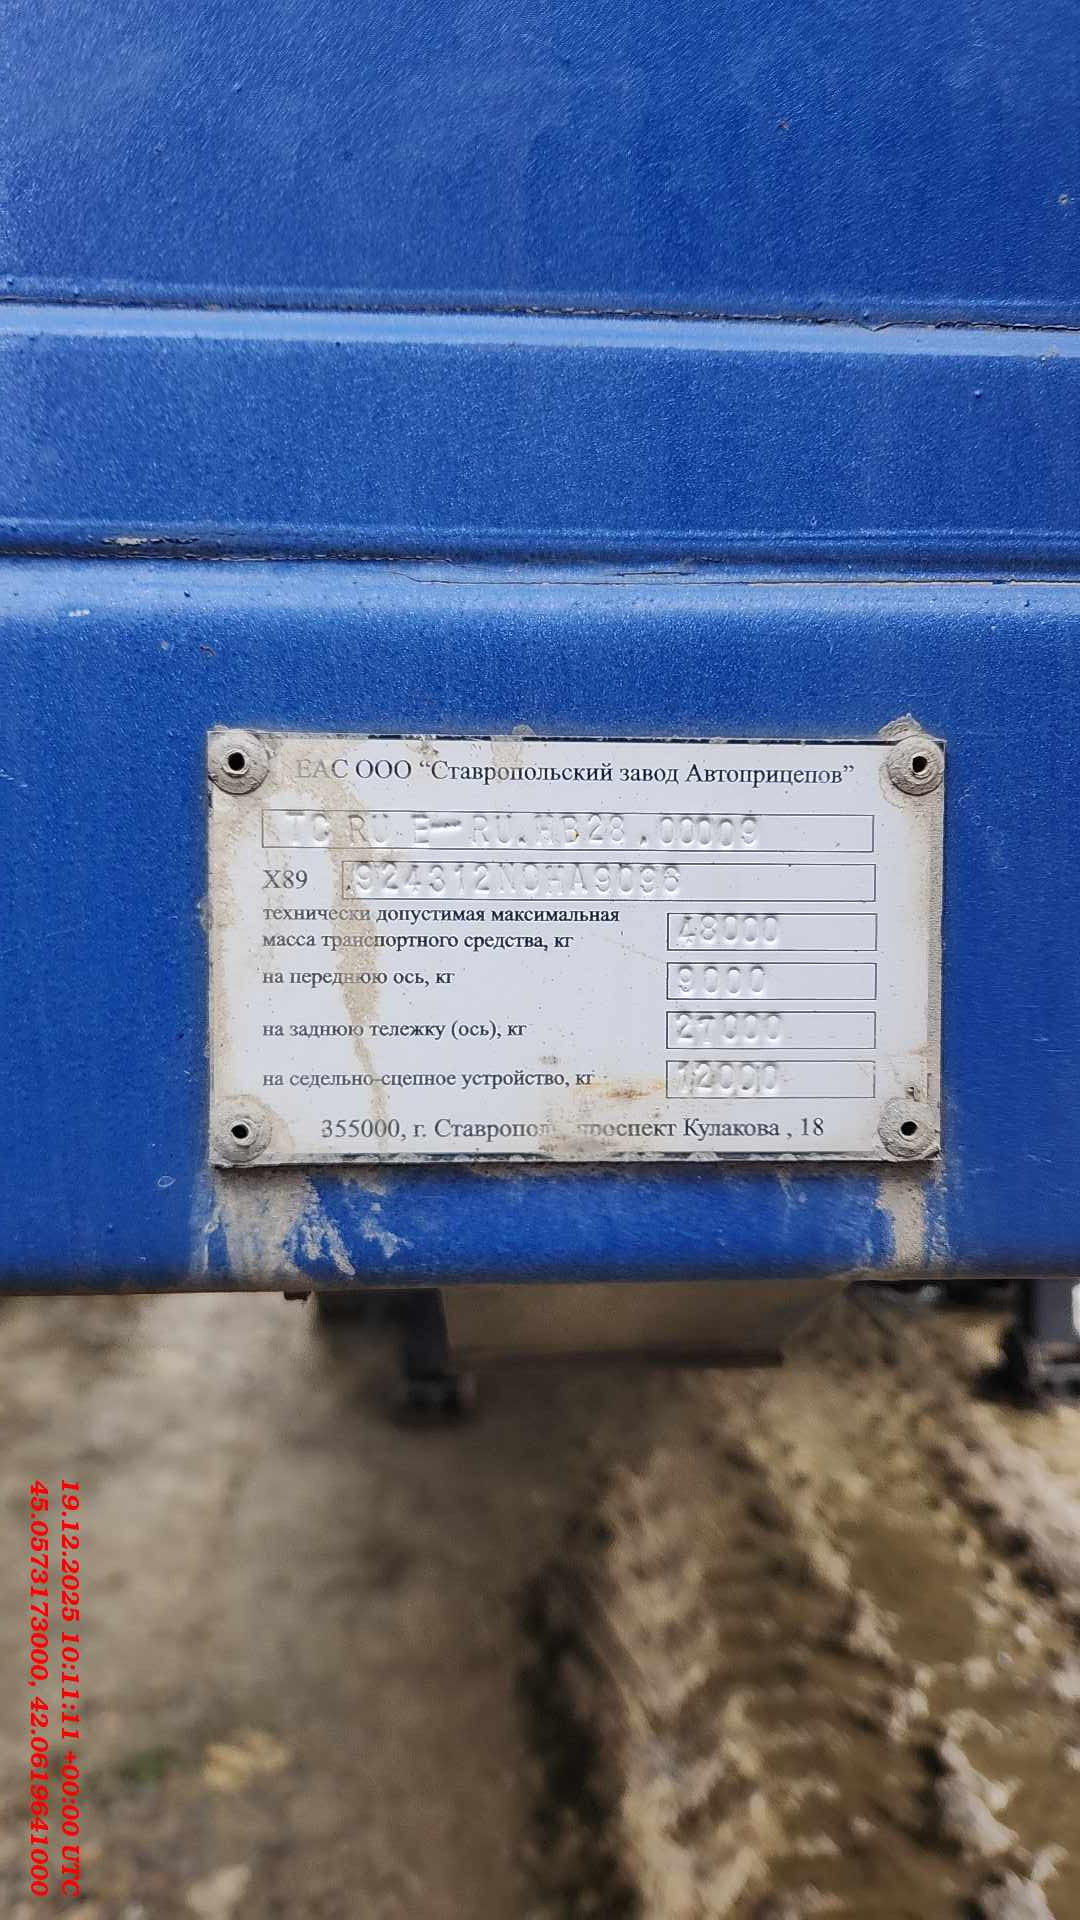 ЕАС ООО “Ставропольский завод Автоприцепов”
ТС RU E-RU.HB28.00009
X89 924312N0HA9096
технически допустимая максимальная
масса транспортного средства, кг 48000
на переднюю ось, кг 9000
на заднюю тележку (ось), кг 27000
на седельно-сцепное устройство, кг 12000
355000, г. Ставрополь, проспект Кулакова , 18
19.12.2025 10:11:11 +00:00 UTC
45.0573173000, 42.0619641000